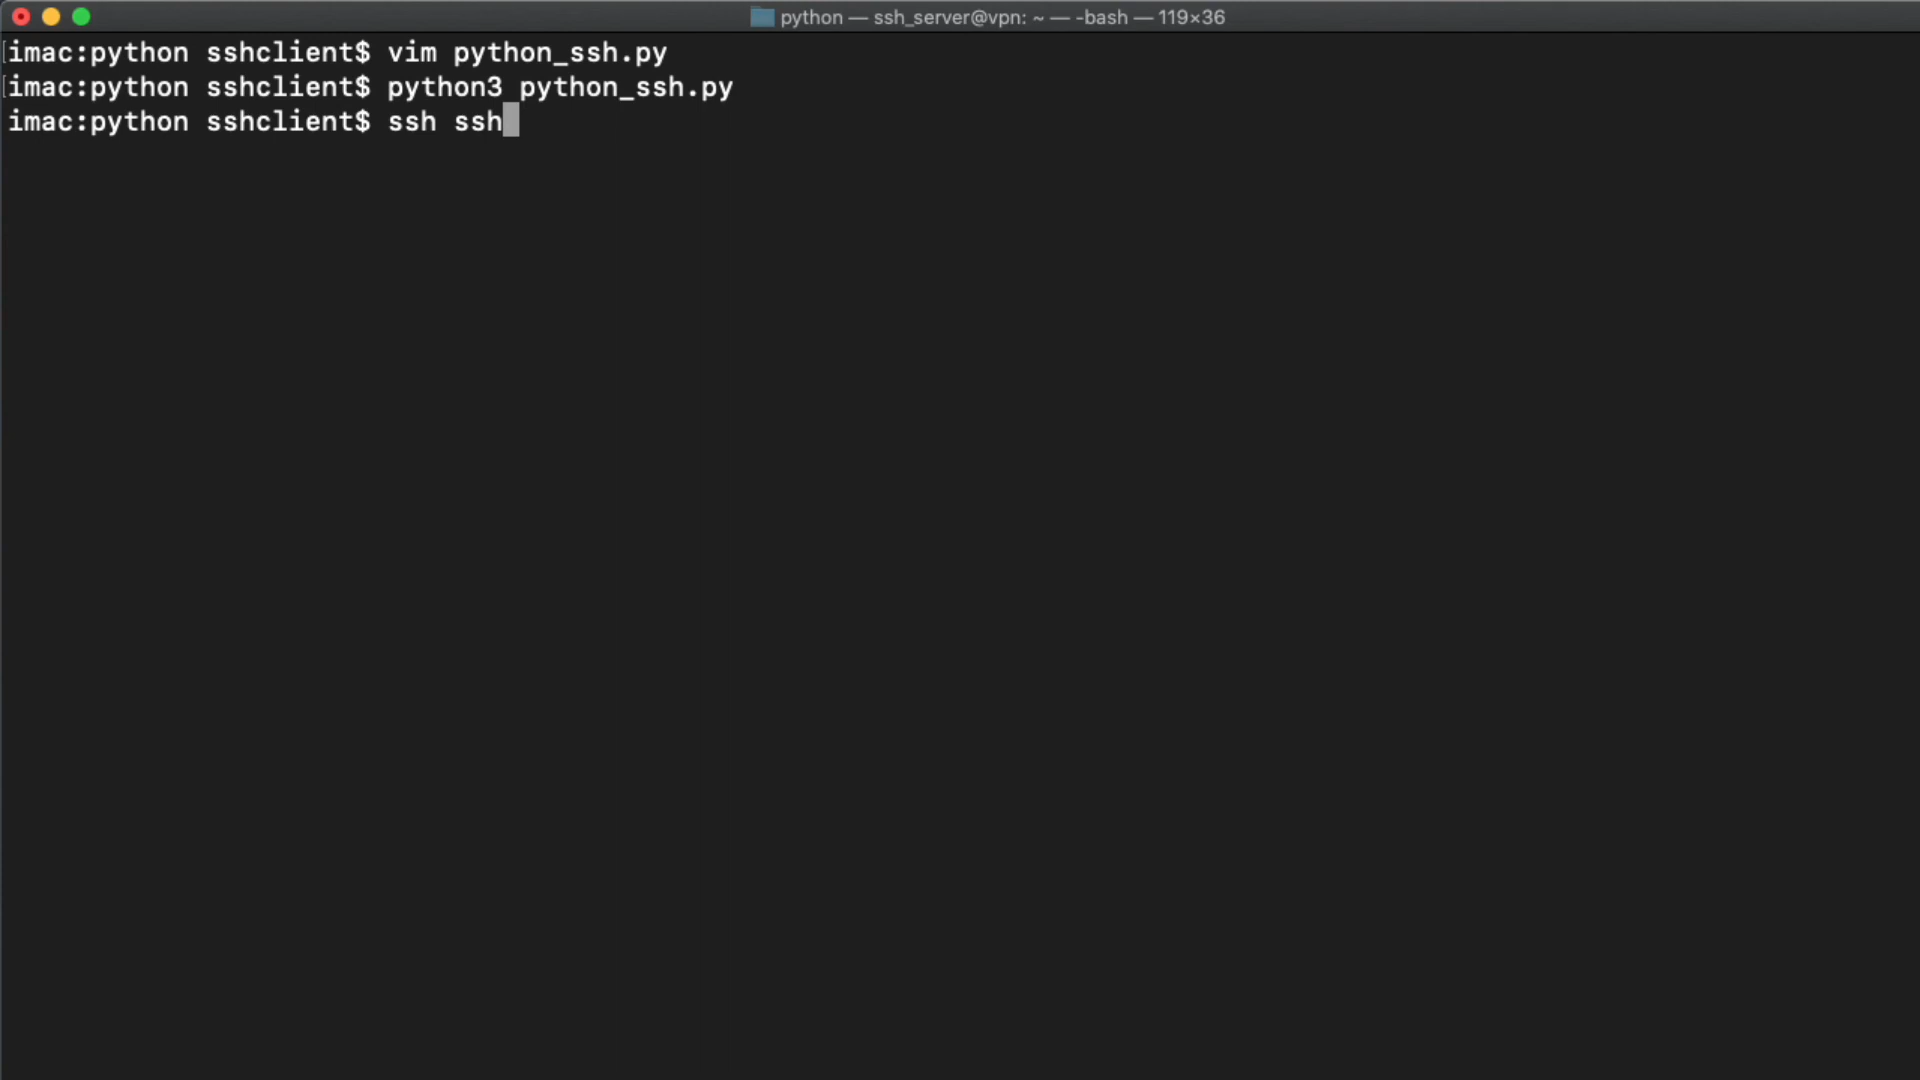 python — ssh_server@vpn: ~ — -bash — 119×36
[imac:python sshclient$ vim python_ssh.py
[imac:python sshclient$ python3 python_ssh.py
imac:python sshclient$ ssh ssh